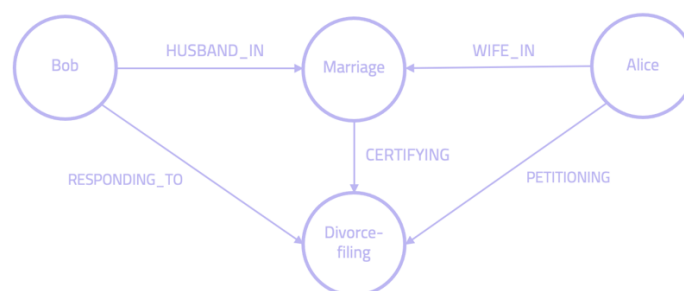 HUSBAND_IN
WIFE_IN
Bob
Marriage
Alice
CERTIFYING
RESPONDING_TO
PETITIONING
Divorce-
filing